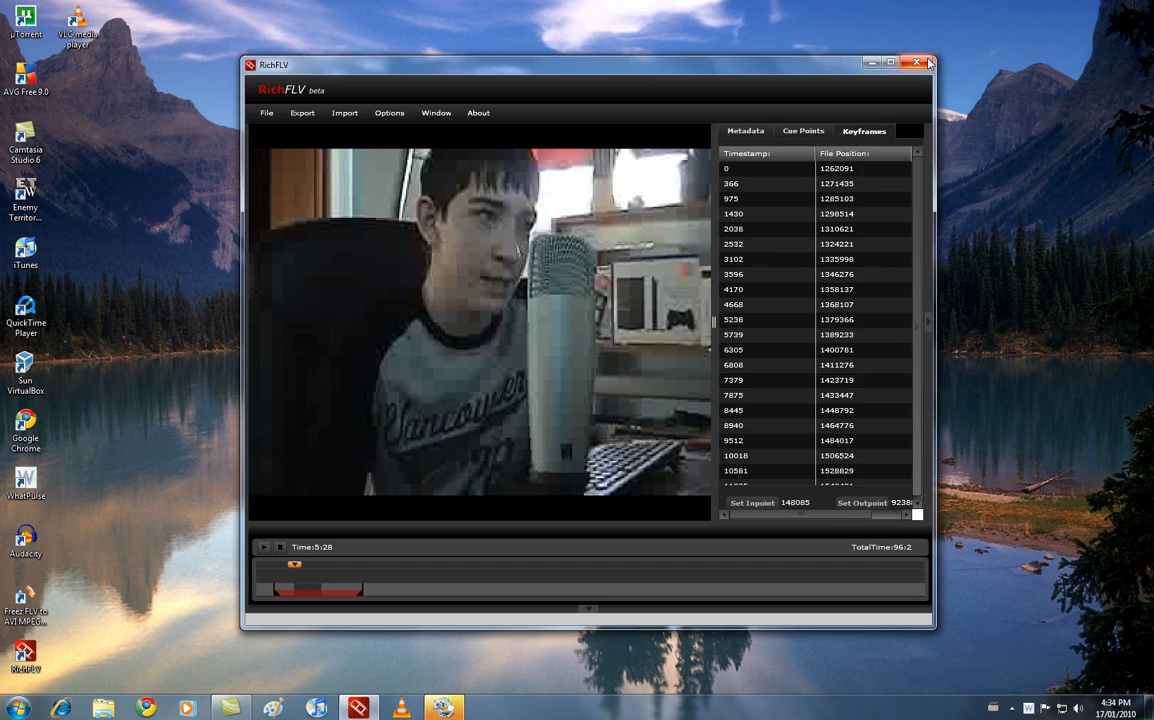 µTorrent
VLC media
player
AVG Free 9.0
Camtasia
Studio 6
Enemy
Territor...
iTunes
QuickTime
Player
Sun
VirtualBox
Google
Chrome
WhatPulse
Audacity
Freez FLV to
AVI MPEG...
RichFLV
RichFLV
RichFLV beta
File Export Import Options Window About
Vancouver
Metadata Cue Points Keyframes
Timestamp: File Position:
0 1262091
366 1271435
975 1285103
1430 1298514
2038 1310621
2532 1324221
3102 1335998
3596 1346276
4170 1358137
4668 1368107
5238 1379366
5739 1389233
6305 1400781
6808 1411276
7379 1423719
7875 1433447
8445 1448792
8940 1464776
9512 1484017
10018 1506524
10581 1528829
Set Inpoint 148085 Set Outpoint 9238
Time:5:28 TotalTime:96:2
W
4:34 PM
17/01/2010